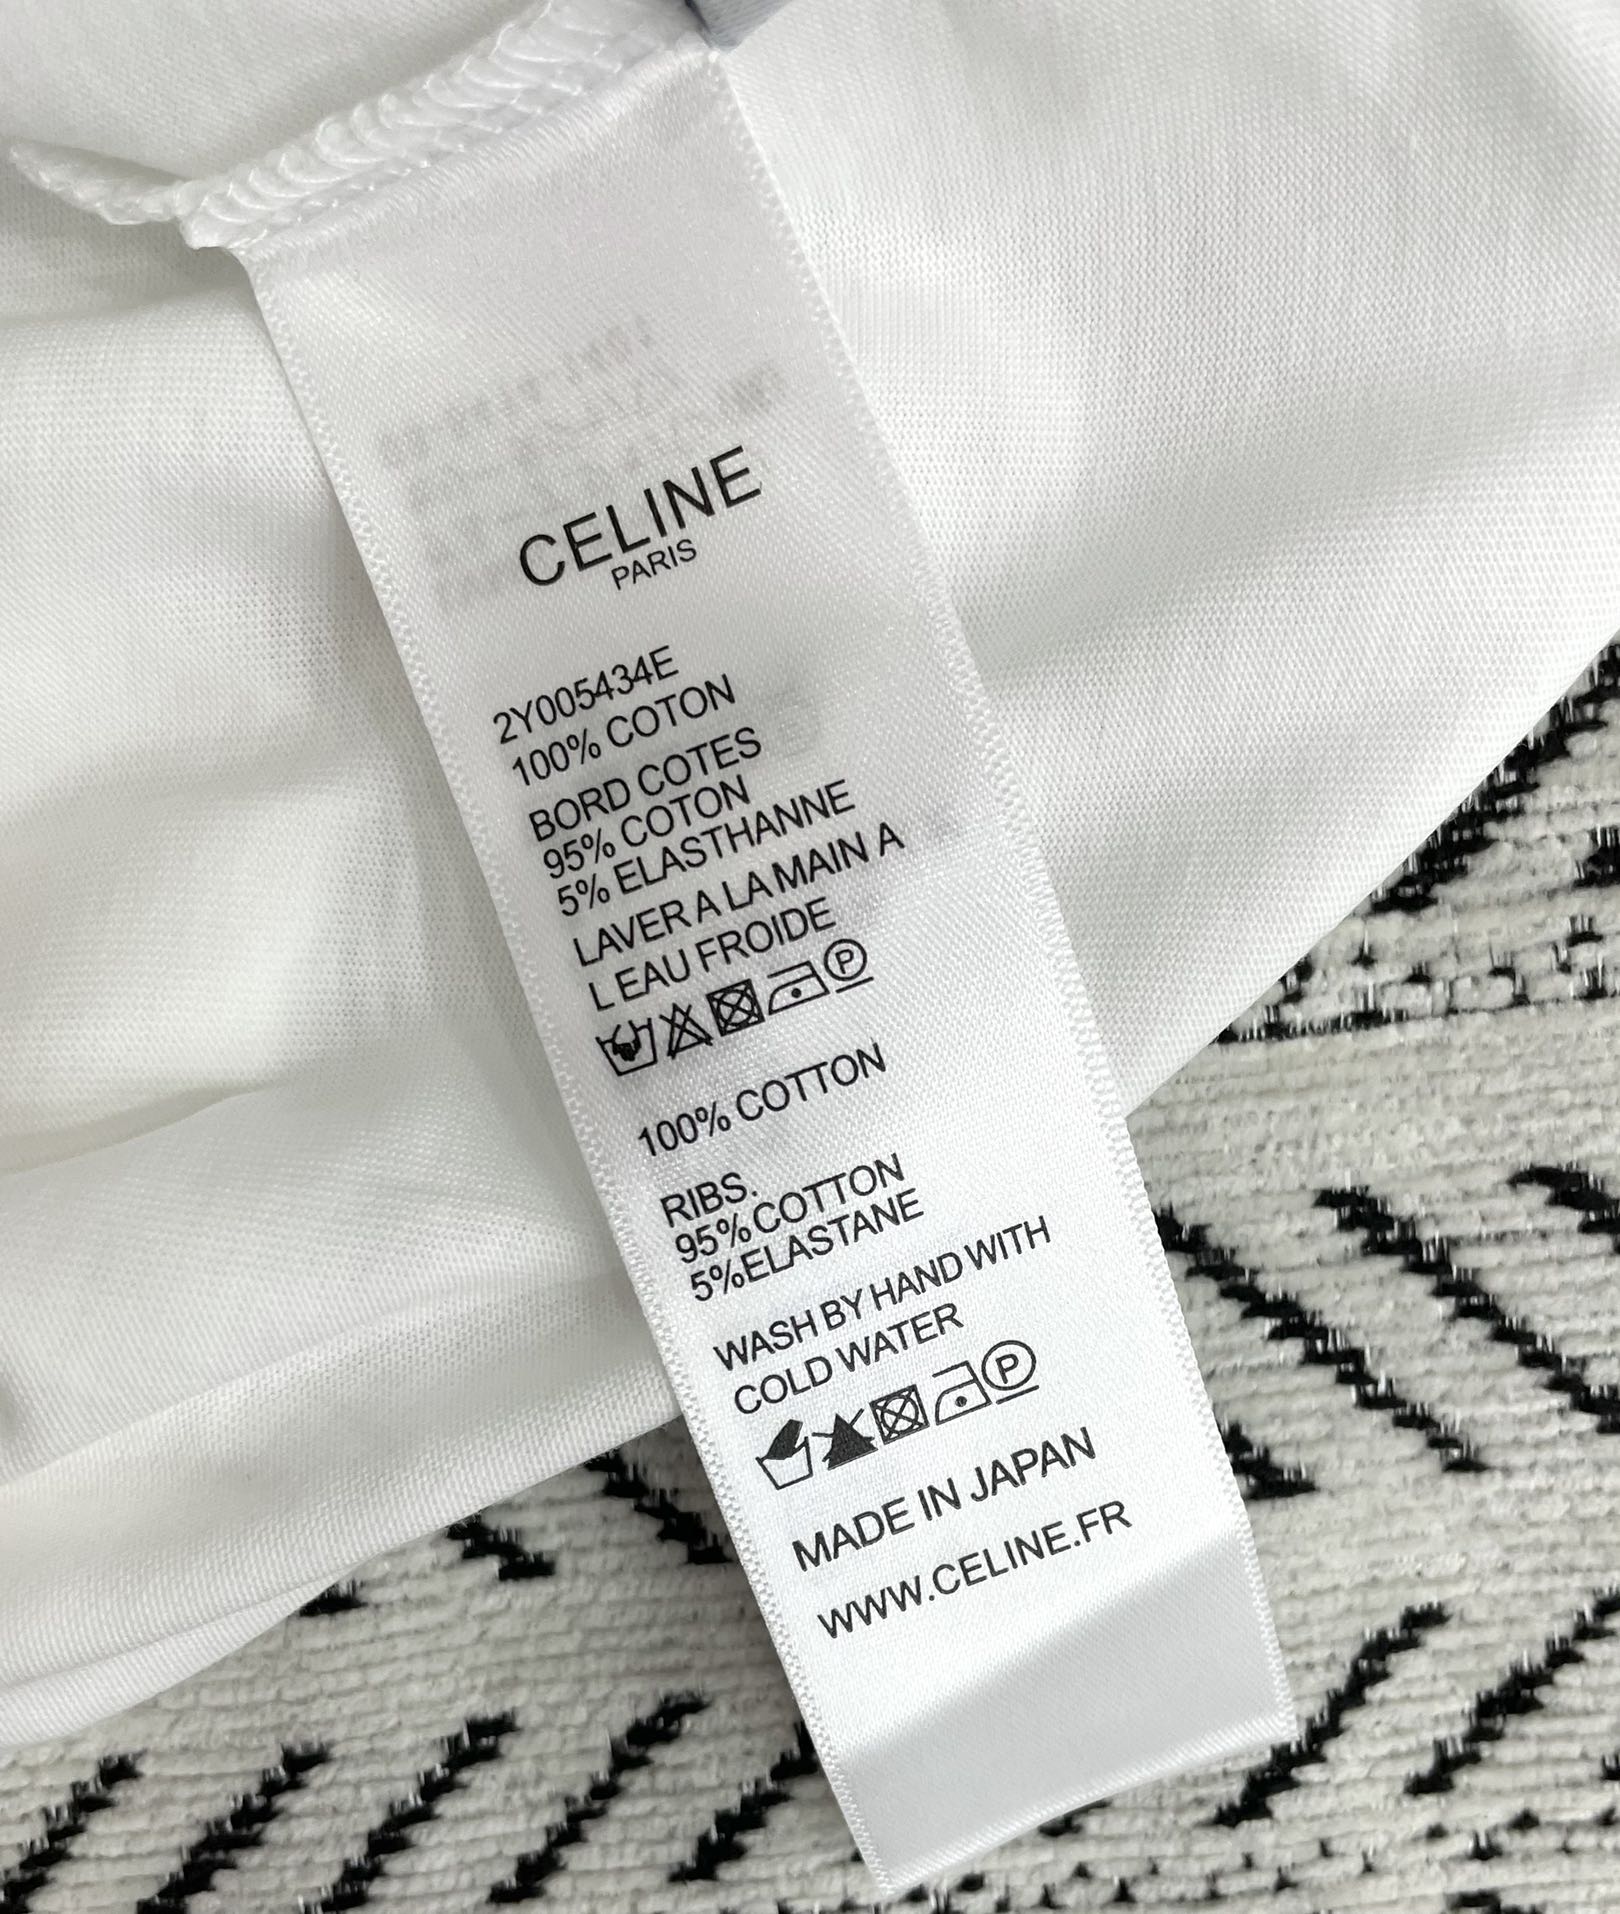 CELINE
PARIS
2Y005434E
100% COTON
BORD COTES
95% COTON
5% ELASTHANNE
LAVER A LA MAIN A
L EAU FROIDE
P
100% COTTON
RIBS.
95%COTTON
5%ELASTANE
WASH BY HAND WITH
COLD WATER
P
MADE IN JAPAN
WWW.CELINE.FR